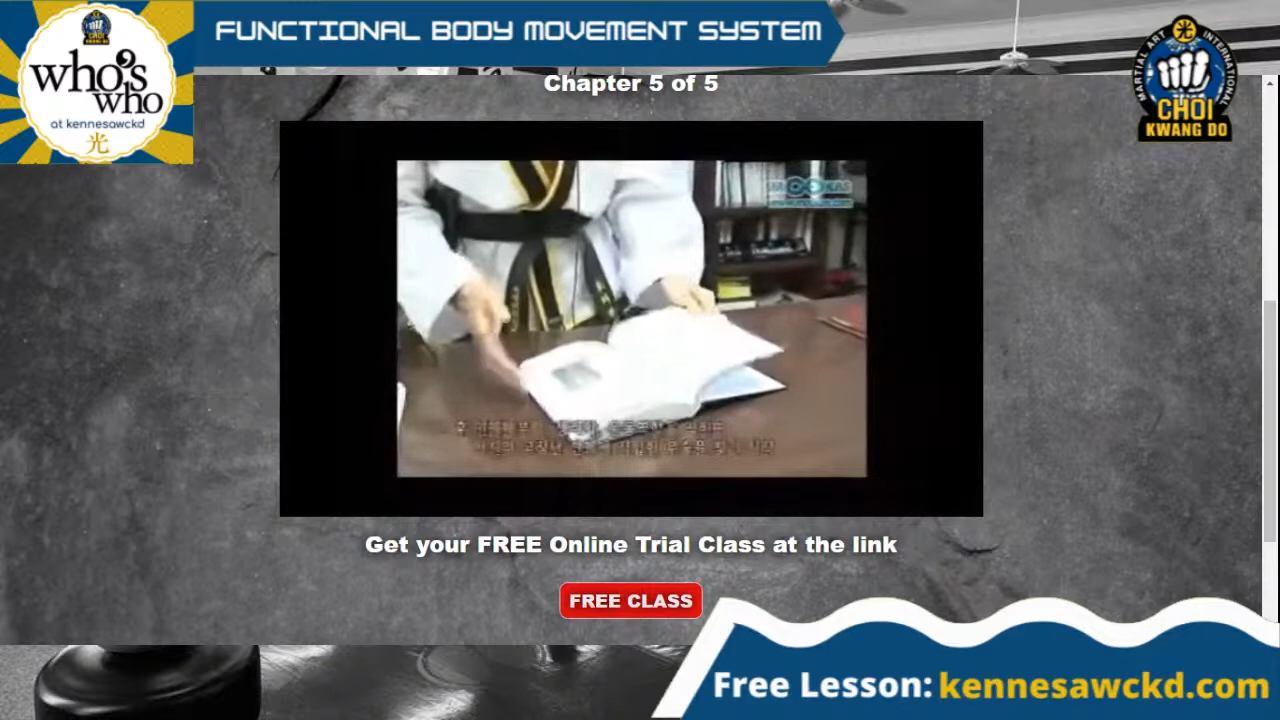 FUNCTIONAL BODY MOVEMENT SYSTEM
who's
who
at kennesawckd
光
光
MARTIAL ART INTERNATIONAL
CHOI
KWANG DO
Chapter 5 of 5
Get your FREE Online Trial Class at the link
FREE CLASS
Free Lesson: kennesawckd.com